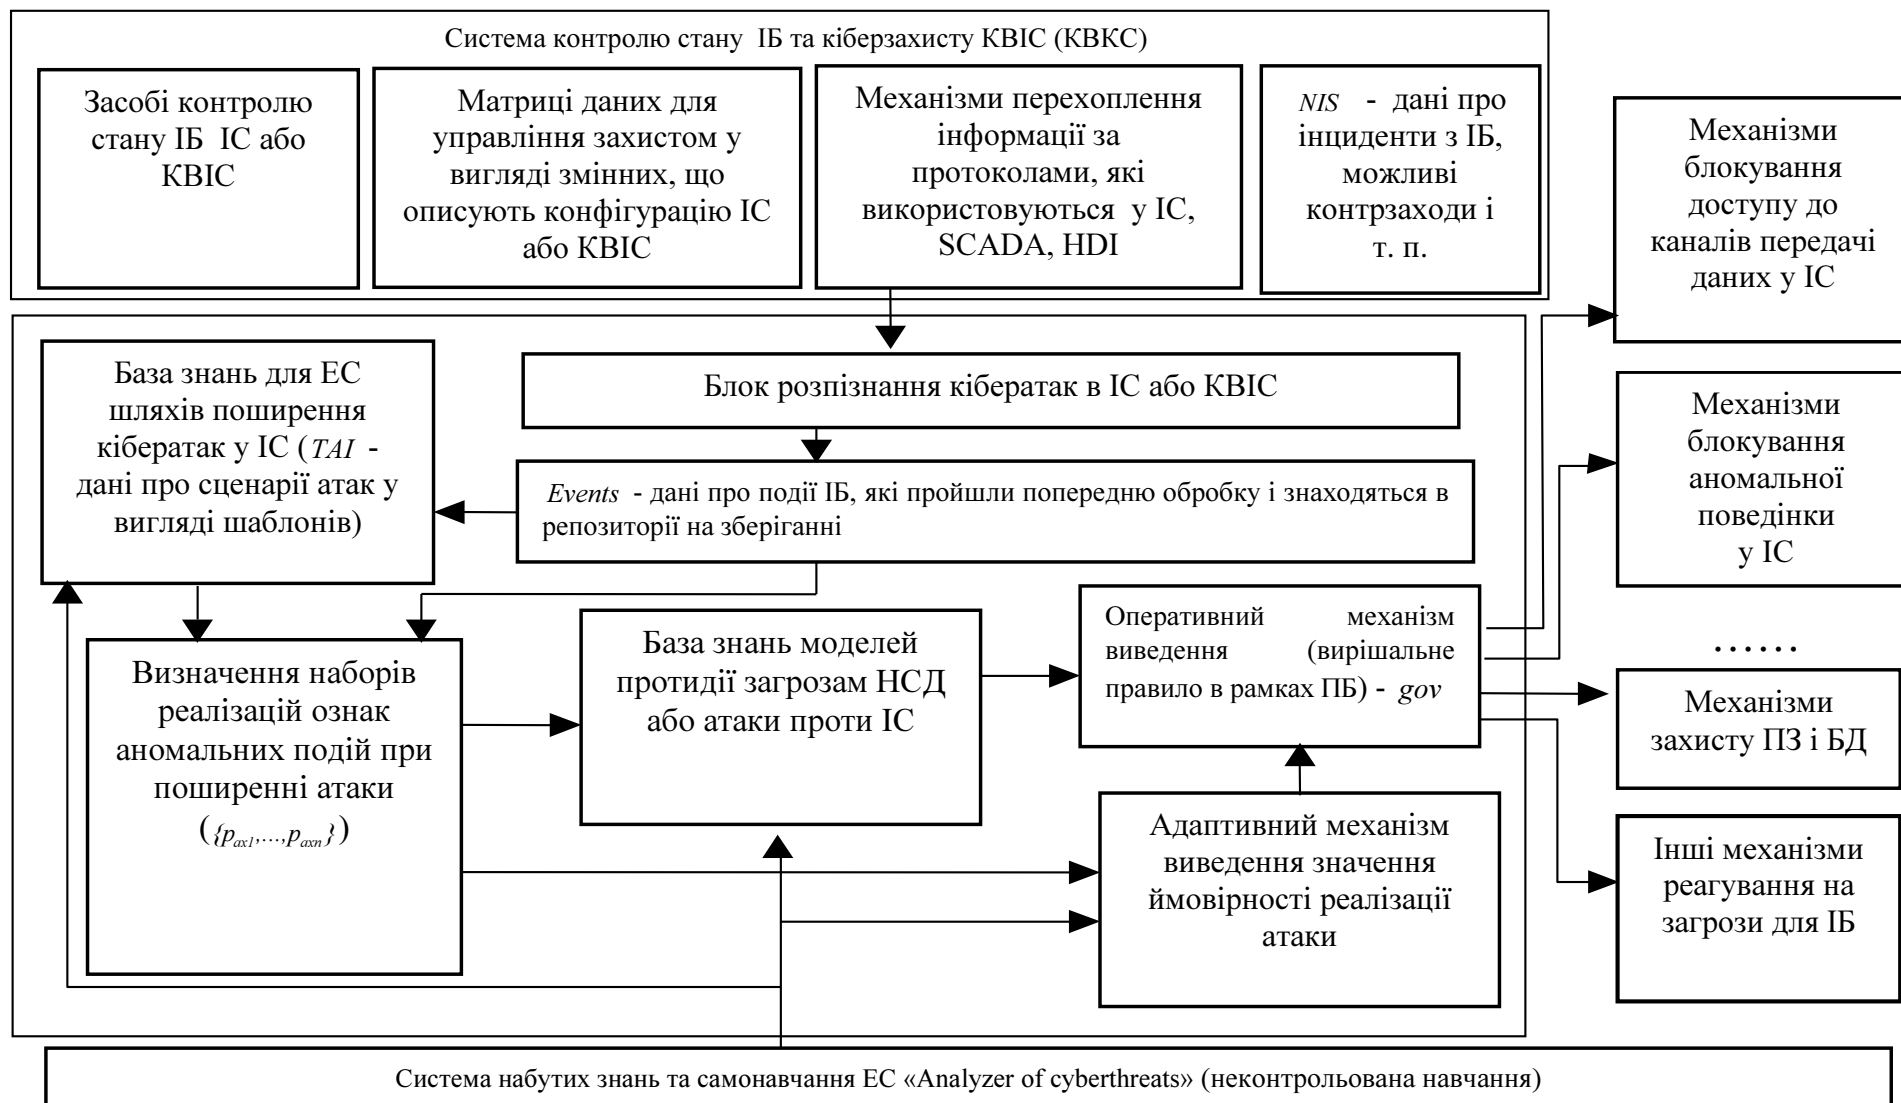 Система контролю стану ІБ та кіберзахисту КВІС (КВКС)
Засобі контролю
стану ІБ ІС або
КВІС
Матриці даних для
управління захистом у
вигляді змінних, що
описують конфігурацію ІС
або КВІС
Механізми перехоплення
інформації за
протоколами, які
використовуються у ІС,
SCADA, HDI
NIS - дані про
інциденти з ІБ,
можливі
контрзаходи і
т. п.
Механізми
блокування
доступу до
каналів передачі
даних у ІС
База знань для ЕС
шляхів поширення
кібератак у ІС (TAI -
дані про сценарії атак у
вигляді шаблонів)
Блок розпізнання кібератак в ІС або КВІС
Events - дані про події ІБ, які пройшли попередню обробку і знаходяться в
репозиторії на зберіганні
Механізми
блокування
аномальної
поведінки
у ІС
Визначення наборів
реалізацій ознак
аномальних подій при
поширенні атаки
({pax1,...,paxn})
База знань моделей
протидії загрозам НСД
або атаки проти ІС
Оперативний механізм
виведення (вирішальне
правило в рамках ПБ) - gov
......
Механізми
захисту ПЗ і БД
Адаптивний механізм
виведення значення
ймовірності реалізації
атаки
Інші механізми
реагування на
загрози для ІБ
Система набутих знань та самонавчання ЕС «Analyzer of cyberthreats» (неконтрольована навчання)